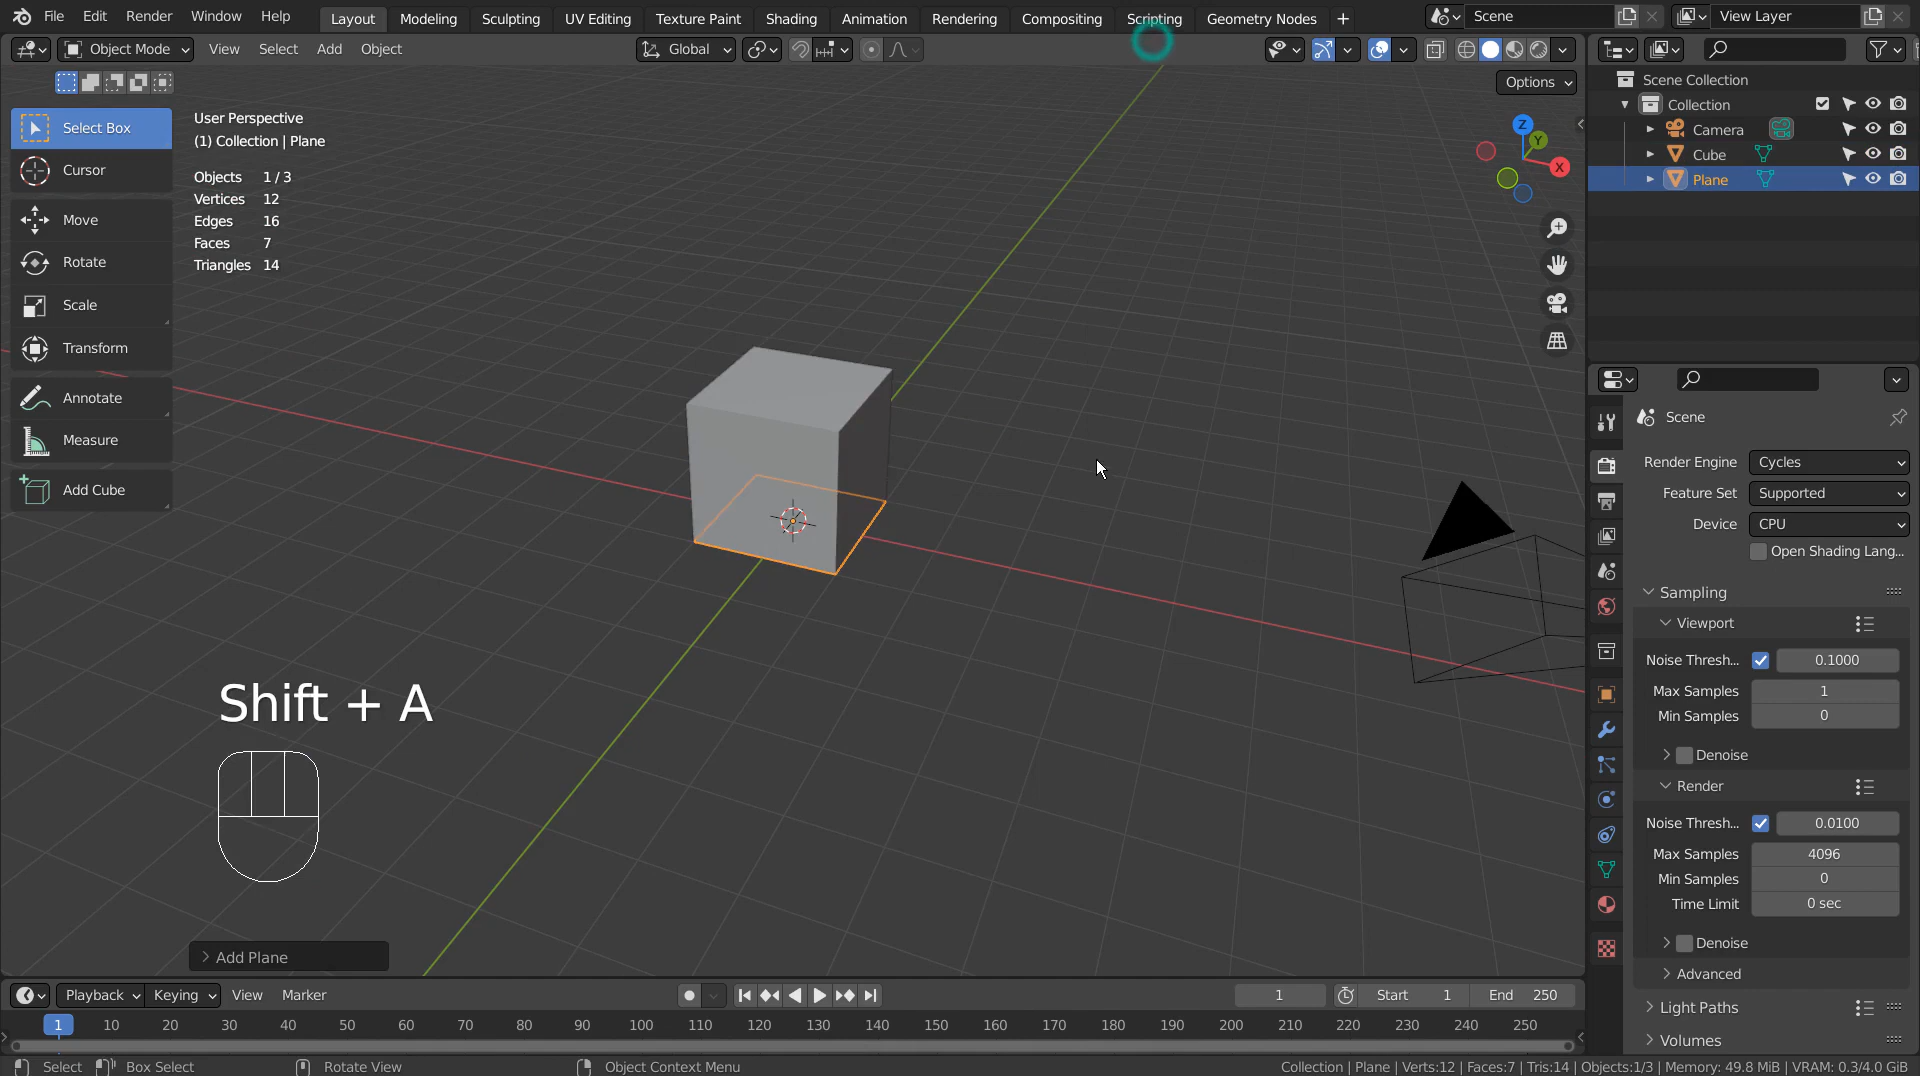 File Edit Render Window Help Layout Modeling Sculpting UV Editing Texture Paint Shading Animation Rendering Compositing Scripting Geometry Nodes + Scene View Layer
Object Mode View Select Add Object Global
Options
Select Box
Cursor
Move
Rotate
Scale
Transform
Annotate
Measure
Add Cube
User Perspective
(1) Collection | Plane
Objects 1 / 3
Vertices 12
Edges 16
Faces 7
Triangles 14
Z
Y
X
Shift + A
Add Plane
Scene Collection
Collection
Camera
Cube
Plane
Scene
Render Engine Cycles
Feature Set Supported
Device CPU
Open Shading Lang...
Sampling
Viewport
Noise Thresh... 0.1000
Max Samples 1
Min Samples 0
Denoise
Render
Noise Thresh... 0.0100
Max Samples 4096
Min Samples 0
Time Limit 0 sec
Denoise
Advanced
Light Paths
Volumes
Playback Keying View Marker 1 Start 1 End 250
1 10 20 30 40 50 60 70 80 90 100 110 120 130 140 150 160 170 180 190 200 210 220 230 240 250
Select Box Select Rotate View Object Context Menu Collection | Plane | Verts:12 | Faces:7 | Tris:14 | Objects:1/3 | Memory: 49.8 MiB | VRAM: 0.3/4.0 GiB